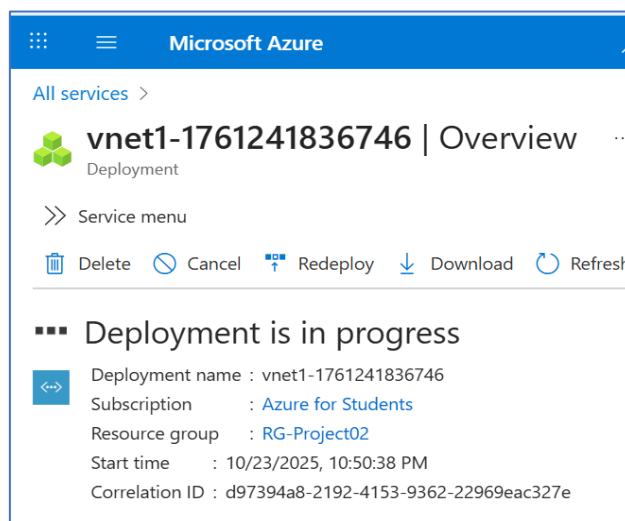 Microsoft Azure
All services >
vnet1-1761241836746 | Overview ...
Deployment
Service menu
Delete Cancel Redeploy Download Refresh
Deployment is in progress
Deployment name : vnet1-1761241836746
Subscription : Azure for Students
Resource group : RG-Project02
Start time : 10/23/2025, 10:50:38 PM
Correlation ID : d97394a8-2192-4153-9362-22969eac327e